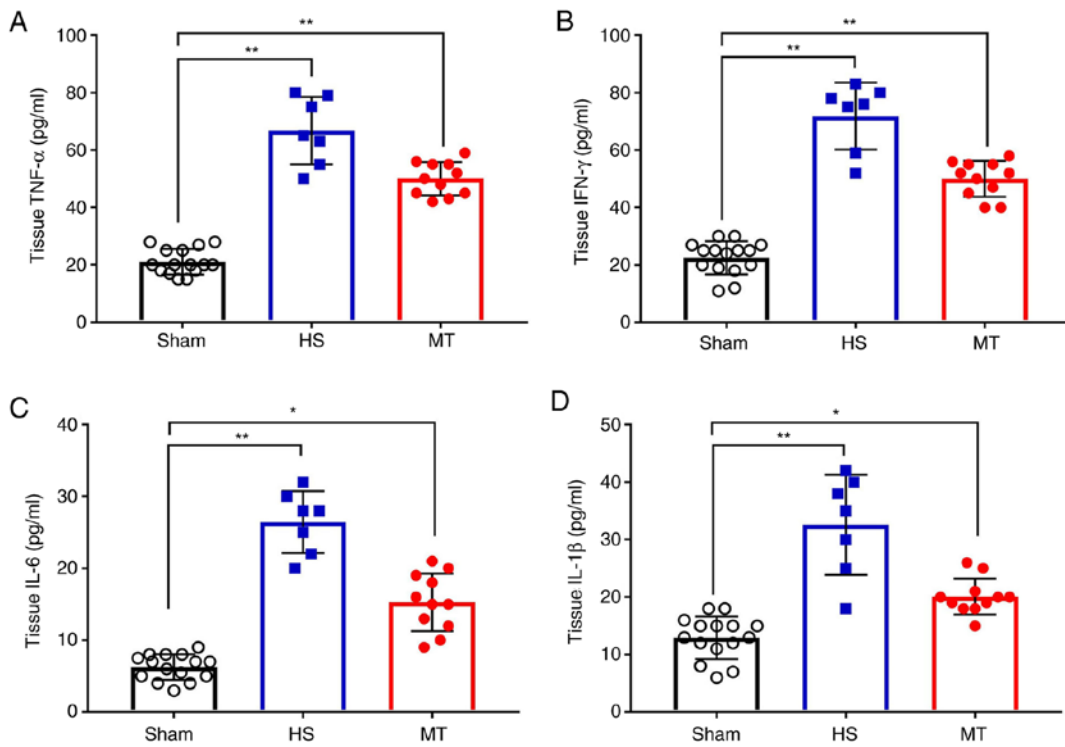 A
Tissue TNF-α (pg/ml)
100
80
60
40
20
0
**
**
Sham HS MT
B
Tissue IFN-γ (pg/ml)
100
80
60
40
20
0
**
**
Sham HS MT
C
Tissue IL-6 (pg/ml)
40
30
20
10
0
*
**
Sham HS MT
D
Tissue IL-1β (pg/ml)
50
40
30
20
10
0
*
**
Sham HS MT